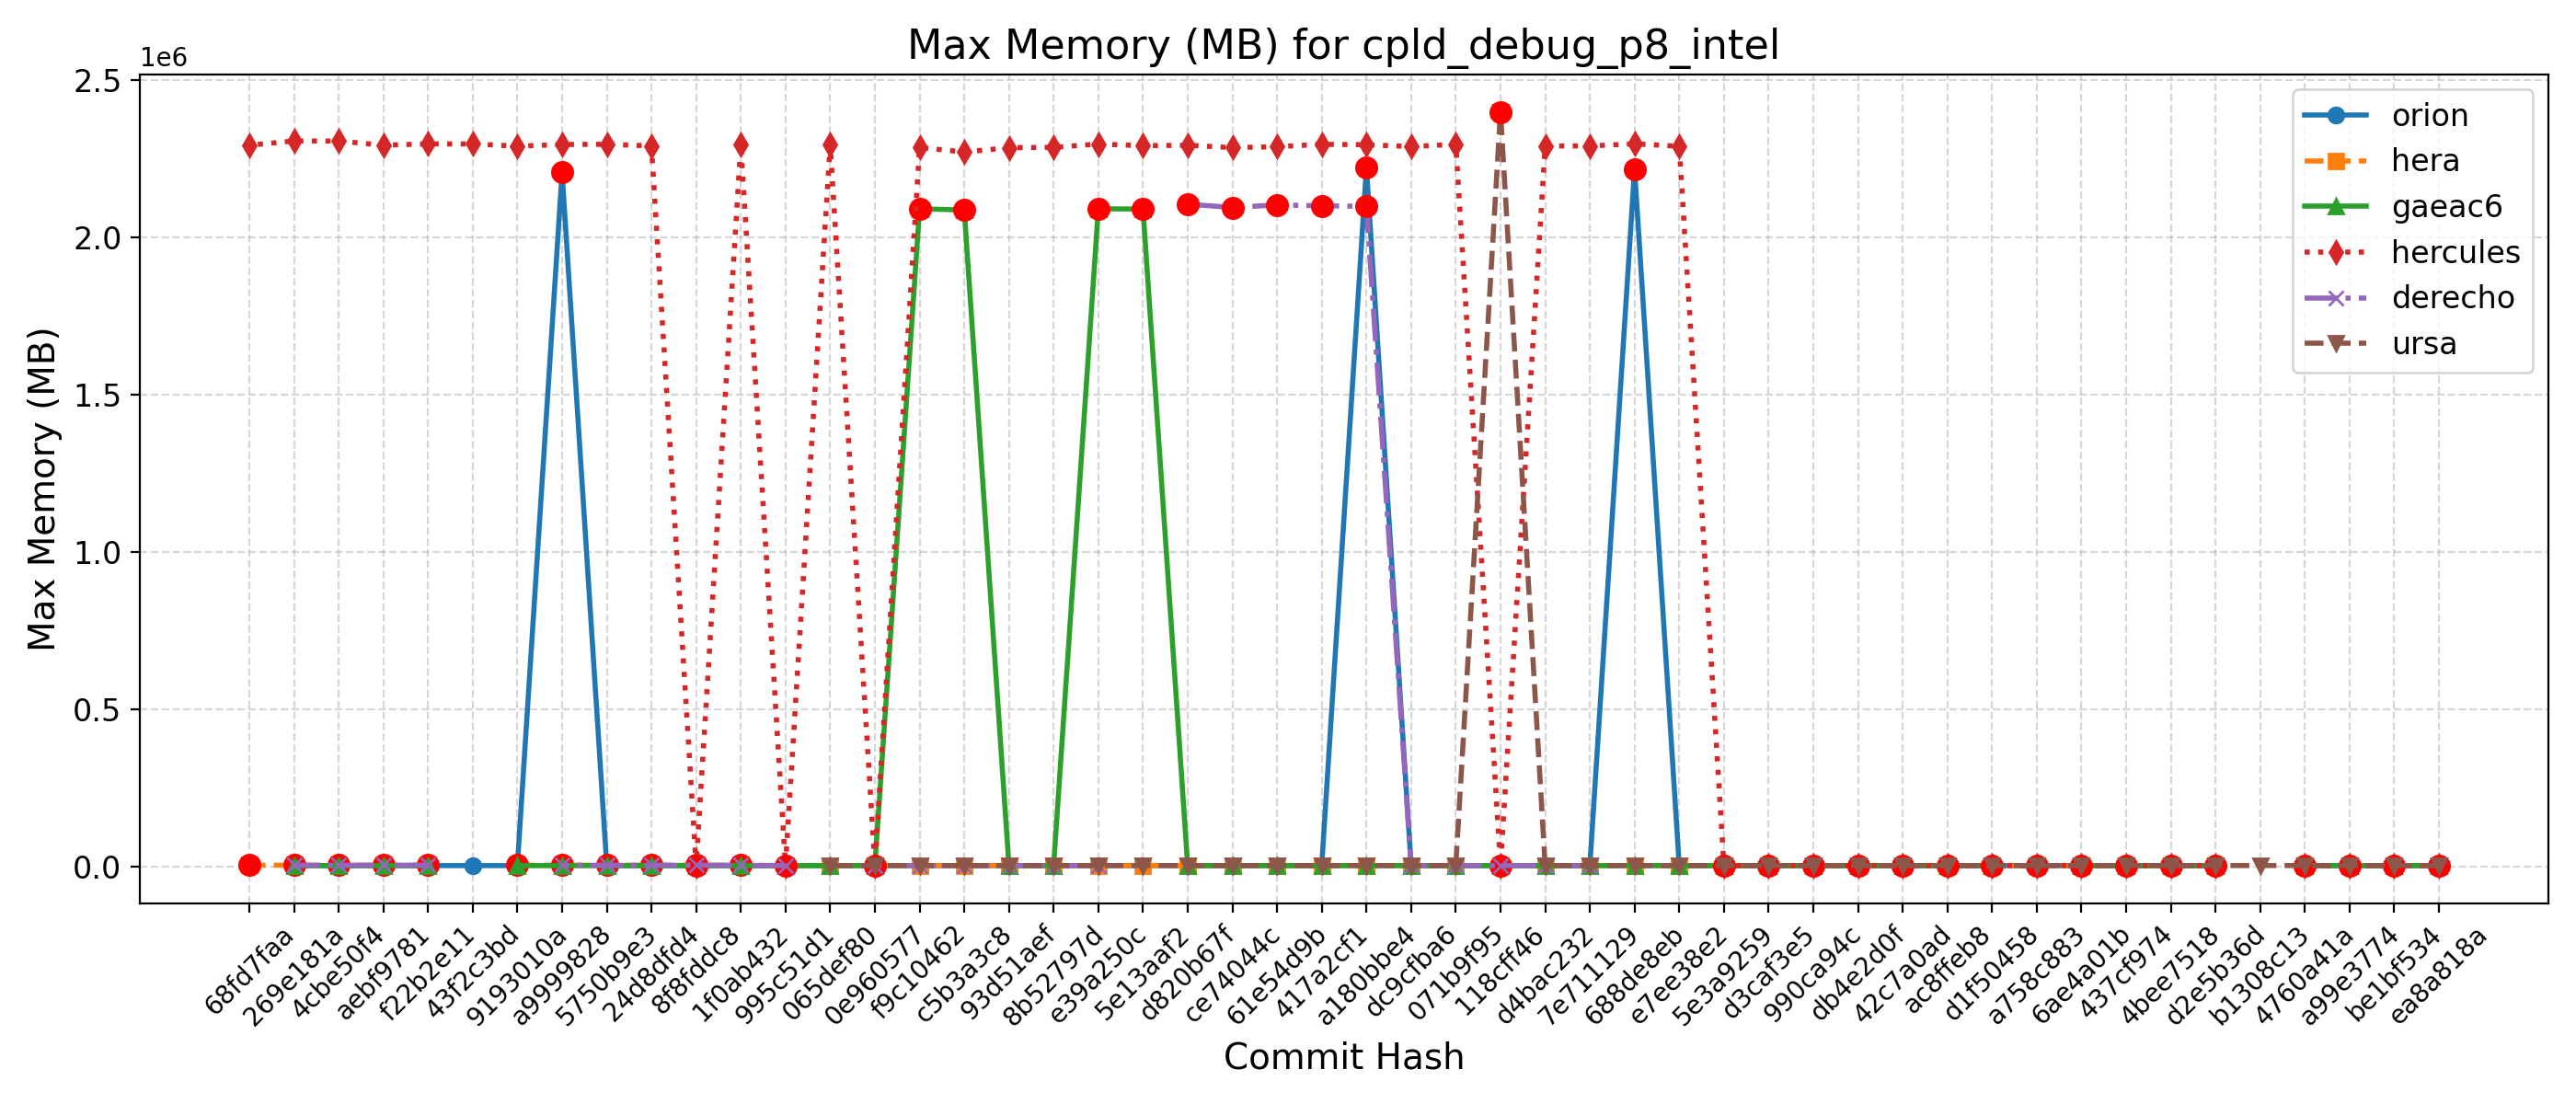 Max Memory (MB) for cpld_debug_p8_intel
1e6
2.5
2.0
1.5
1.0
0.5
0.0
Max Memory (MB)
orion
hera
gaeac6
hercules
derecho
ursa
68fd7faa
269e181a
4cbe50f4
aebf9781
f22b2e11
43f2c3bd
9193010a
a9999828
5750b9e3
24d8dfd4
8f8fddc8
1f0ab432
995c51d1
065def80
0e960577
f9c10462
c5b3a3c8
93d51aef
8b52797d
e39a250c
5e13aaf2
d820b67f
ce74044c
61e54d9b
417a2cf1
a180bbe4
dc9cfba6
071b9f95
118cff46
d4bac232
7e711129
688de8eb
e7ee38e2
5e3a9259
d3caf3e5
990ca94c
db4e2d0f
42c7a0ad
ac8ffeb8
d1f50458
a758c883
6ae4a01b
437cf974
4bee7518
d2e5b36d
b1308c13
4760a41a
a99e3774
be1bf534
ea8a818a
Commit Hash